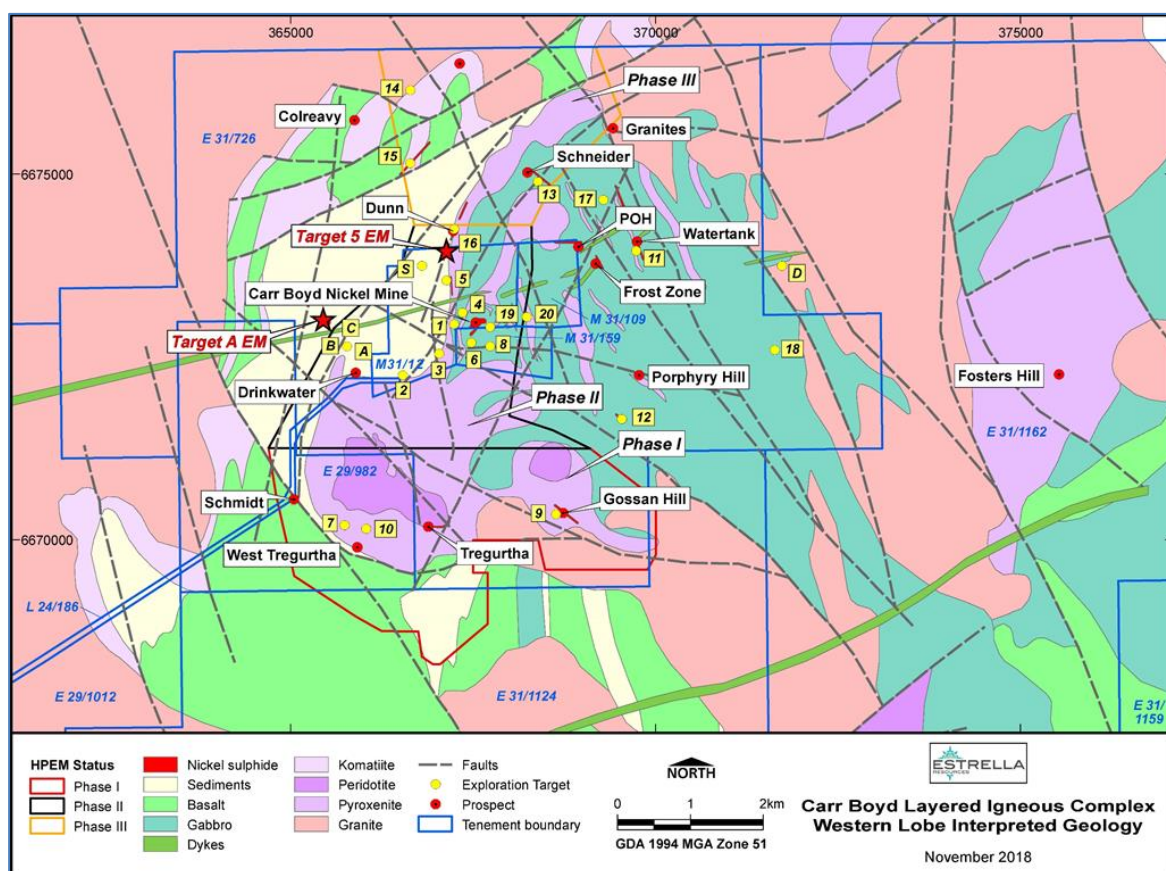 365000
370000
375000
14
Phase III
Colreavy
Granites
E 31/726
15
Schneider
6675000
6675000
13
17
Dunn
POH
Target 5 EM
16
Watertank
S
11
D
5
Carr Boyd Nickel Mine
Frost Zone
4
19
20
M 31/109
1
C
M 31/159
Target A EM
B
A
6
8
18
M31/12
3
Drinkwater
2
Porphyry Hill
Fosters Hill
Phase II
12
E 31/1162
Phase I
E 29/982
Schmidt
Gossan Hill
7
10
9
6670000
6670000
West Tregurtha
Tregurtha
L 24/186
E 29/1012
E 31/1124
E 31/
1159
365000
370000
375000
HPEM Status
Phase I
Phase II
Phase III
Nickel sulphide
Sediments
Basalt
Gabbro
Dykes
Komatiite
Peridotite
Pyroxenite
Granite
Faults
Exploration Target
Prospect
Tenement boundary
NORTH
0 1 2km
GDA 1994 MGA Zone 51
ESTRELLA
RESOURCES
Carr Boyd Layered Igneous Complex
Western Lobe Interpreted Geology
November 2018